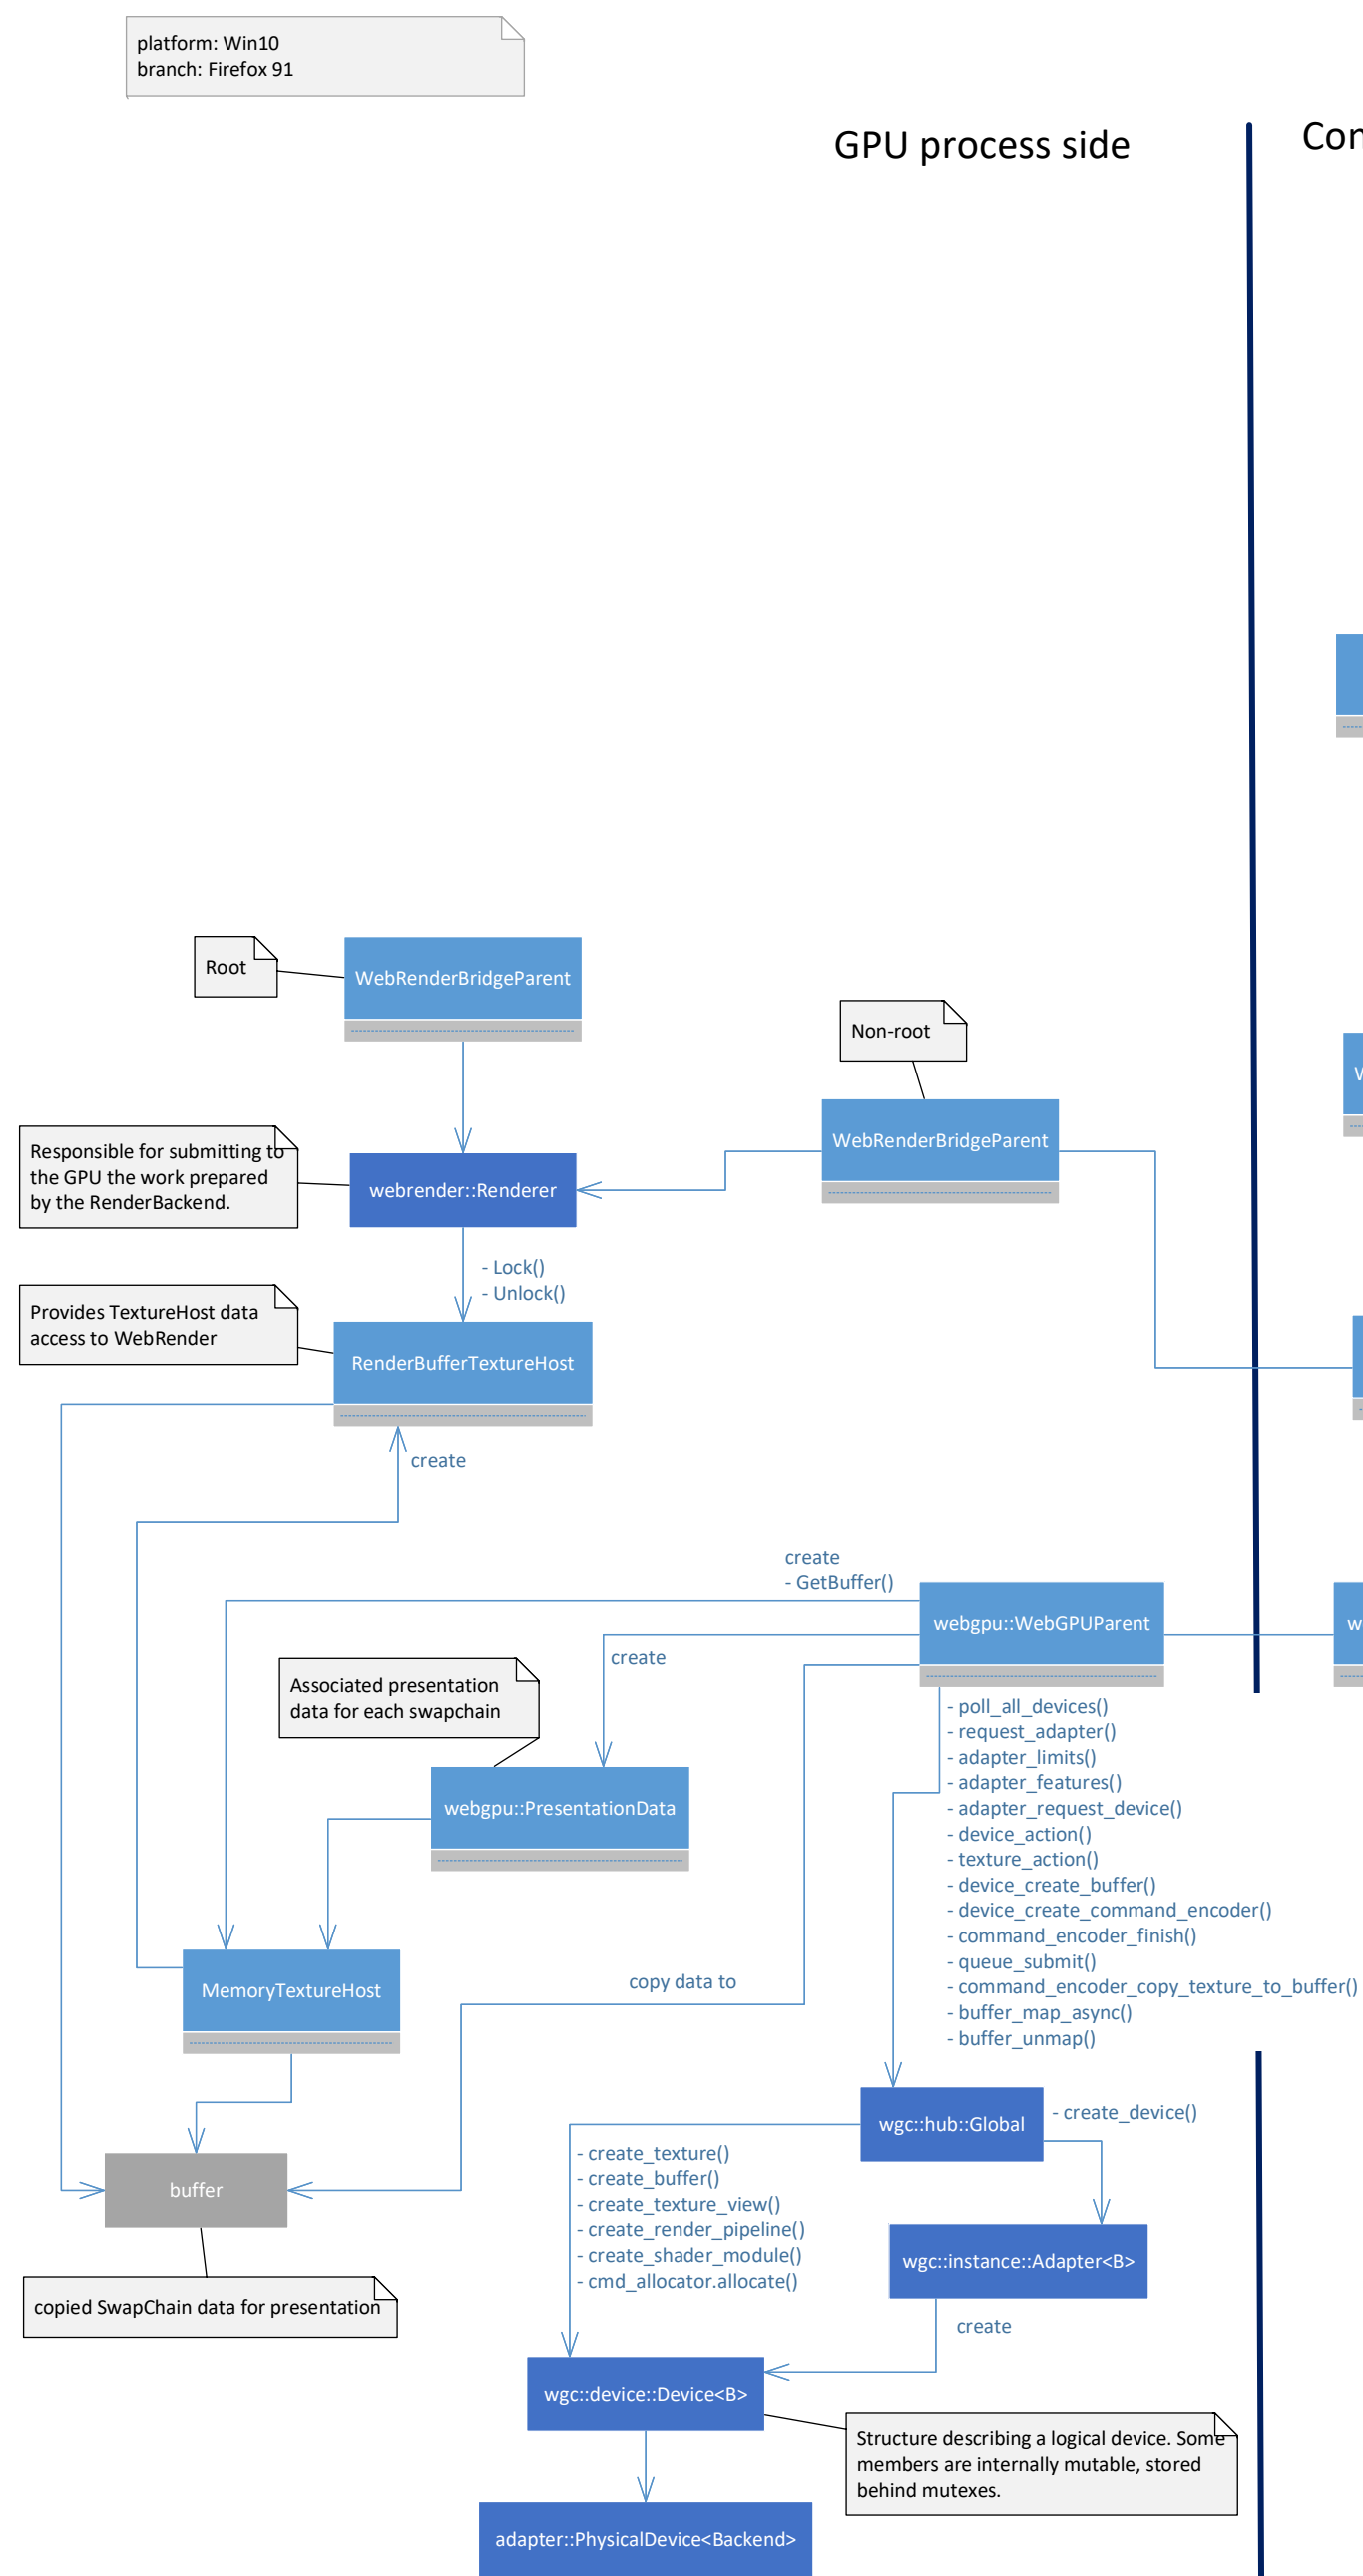 platform: Win10
branch: Firefox 91
GPU process side
Root
WebRenderBridgeParent
Non-root
WebRenderBridgeParent
Responsible for submitting to
the GPU the work prepared
by the RenderBackend.
webrender::Renderer
- Lock()
- Unlock()
Provides TextureHost data
access to WebRender
RenderBufferTextureHost
create
create
- GetBuffer()
webgpu::WebGPUParent
create
Associated presentation
data for each swapchain
- poll_all_devices()
- request_adapter()
- adapter_limits()
- adapter_features()
- adapter_request_device()
- device_action()
- texture_action()
- device_create_buffer()
- device_create_command_encoder()
- command_encoder_finish()
- queue_submit()
- command_encoder_copy_texture_to_buffer()
- buffer_map_async()
- buffer_unmap()
webgpu::PresentationData
MemoryTextureHost
copy data to
wgc::hub::Global
- create_device()
- create_texture()
- create_buffer()
- create_texture_view()
- create_render_pipeline()
- create_shader_module()
- cmd_allocator.allocate()
buffer
wgc::instance::Adapter<B>
copied SwapChain data for presentation
create
wgc::device::Device<B>
Structure describing a logical device. Some
members are internally mutable, stored
behind mutexes.
adapter::PhysicalDevice<Backend>